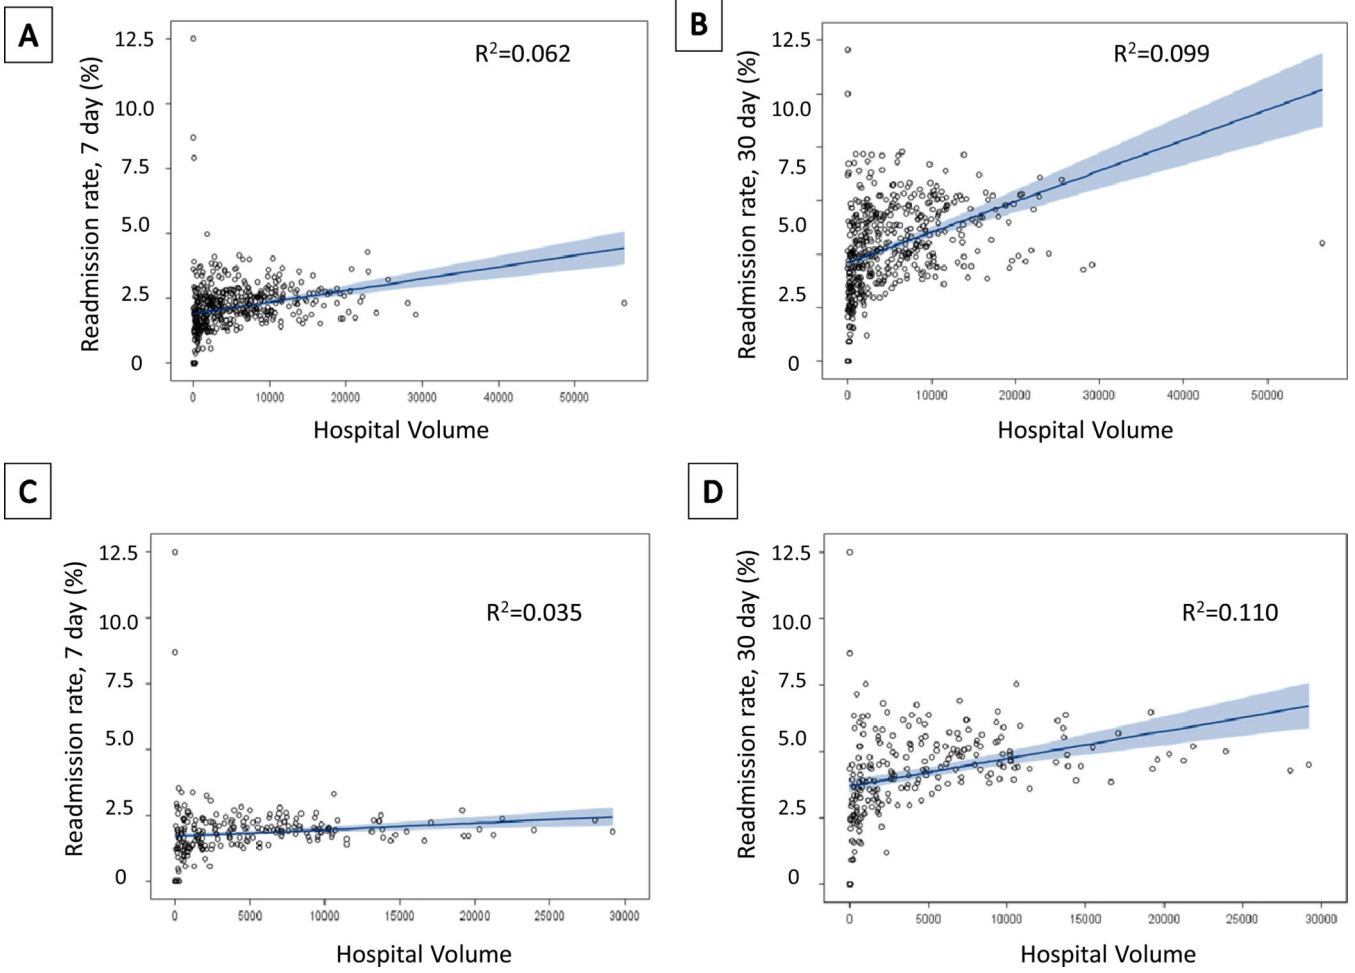 A
Readmission rate, 7 day (%)
12.5
10.0
7.5
5.0
2.5
0
R²=0.062
0 10000 20000 30000 40000 50000
Hospital Volume
B
Readmission rate, 30 day (%)
12.5
10.0
7.5
5.0
2.5
0
R²=0.099
0 10000 20000 30000 40000 50000
Hospital Volume
C
Readmission rate, 7 day (%)
12.5
10.0
7.5
5.0
2.5
0
R²=0.035
0 5000 10000 15000 20000 25000 30000
Hospital Volume
D
Readmission rate, 30 day (%)
12.5
10.0
7.5
5.0
2.5
0
R²=0.110
0 5000 10000 15000 20000 25000 30000
Hospital Volume